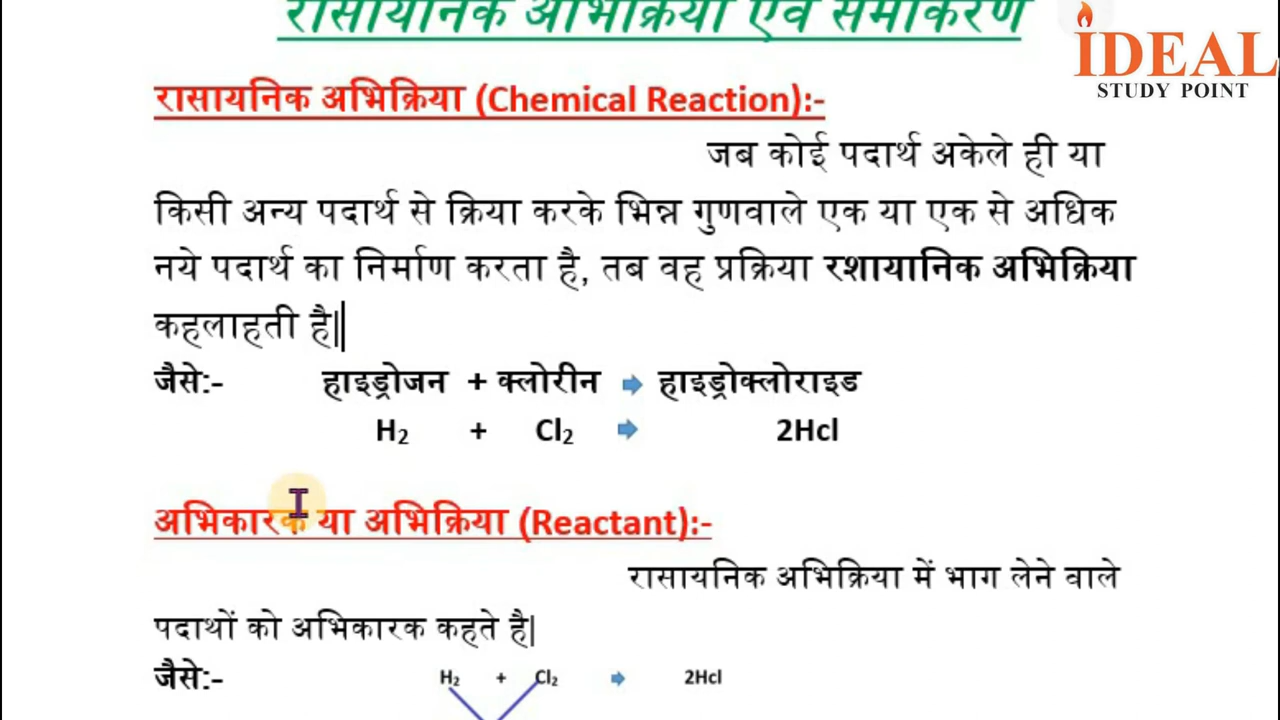 रासायनिक अभिक्रिया एवं समीकरण
IDEAL
STUDY POINT
रासायनिक अभिक्रिया (Chemical Reaction):-
जब कोई पदार्थ अकेले ही या
किसी अन्य पदार्थ से क्रिया करके भिन्न गुणवाले एक या एक से अधिक
नये पदार्थ का निर्माण करता है, तब वह प्रक्रिया रशायानिक अभिक्रिया
कहलाहती है|
जैसे:- हाइड्रोजन + क्लोरीन ➡ हाइड्रोक्लोराइड
H₂ + Cl₂ ➡ 2Hcl
अभिकारक या अभिक्रिया (Reactant):-
रासायनिक अभिक्रिया में भाग लेने वाले
पदाथों को अभिकारक कहते है|
जैसे:- H₂ + Cl₂ ➡ 2Hcl